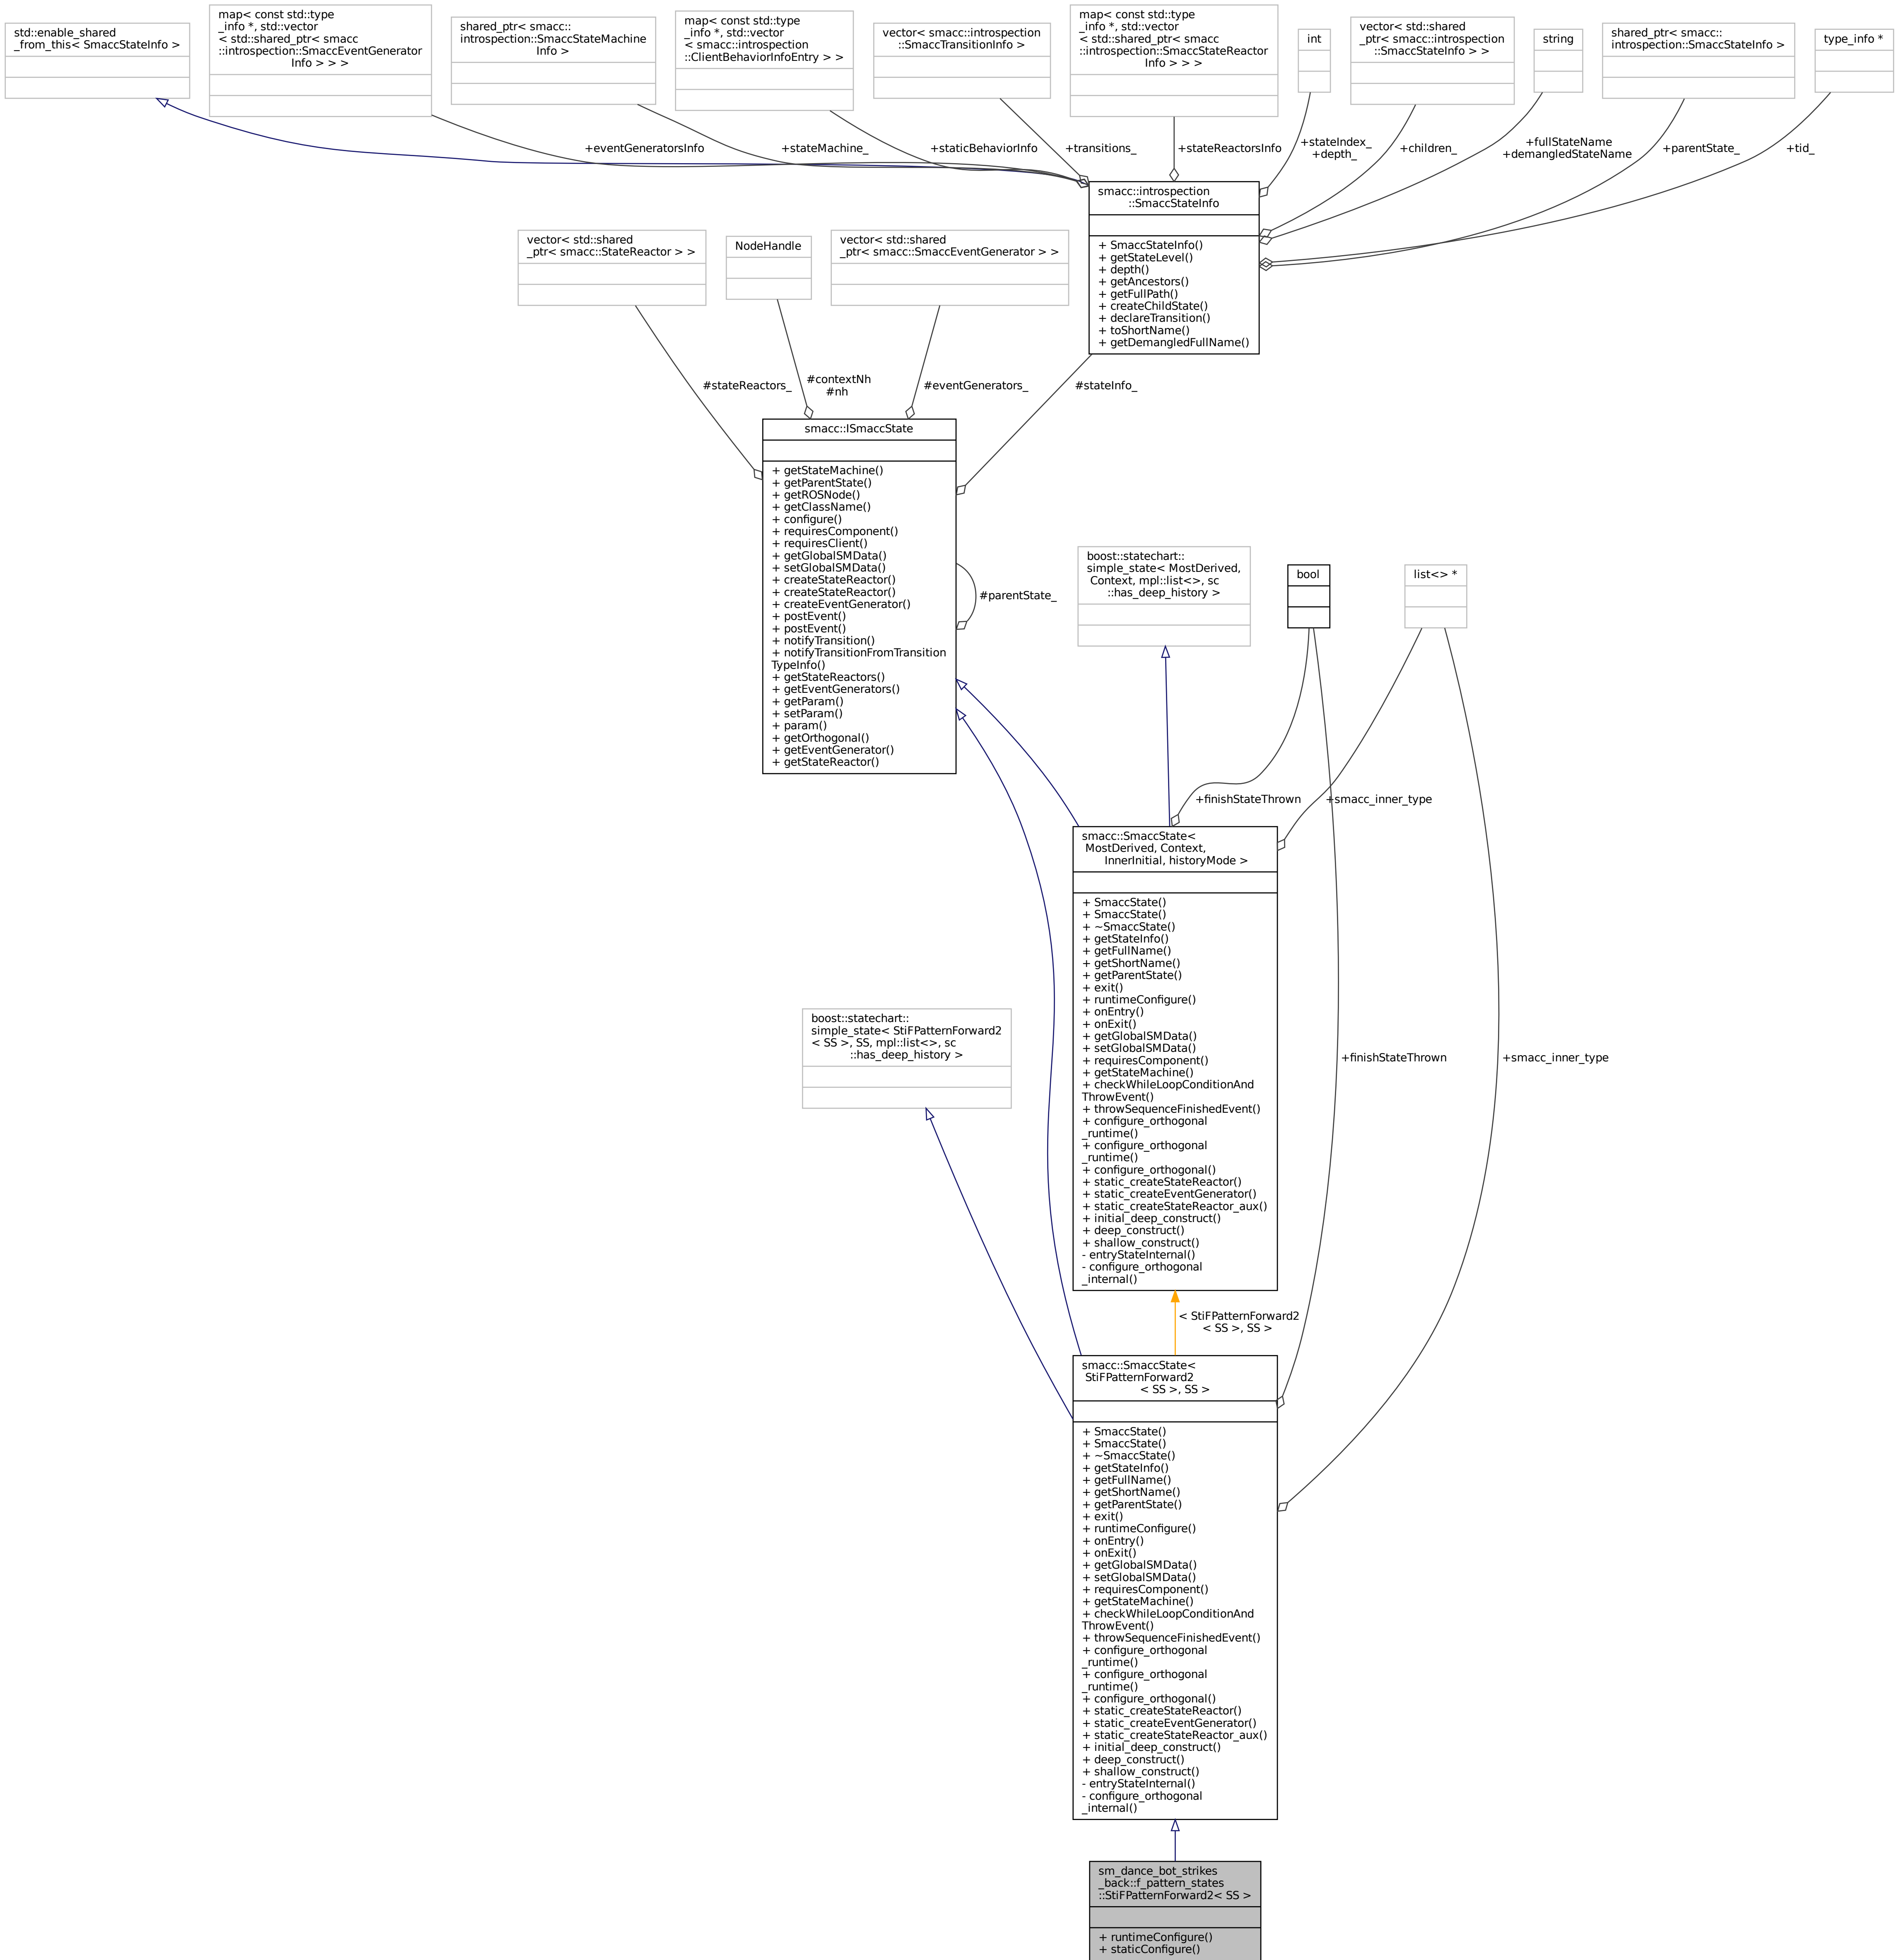 std::enable_shared
_from_this< SmaccStateInfo >
map< const std::type
_info *, std::vector
< std::shared_ptr< smacc
::introspection::SmaccEventGenerator
Info > > >
shared_ptr< smacc::
introspection::SmaccStateMachine
Info >
map< const std::type
_info *, std::vector
< smacc::introspection
::ClientBehaviorInfoEntry > >
vector< smacc::introspection
::SmaccTransitionInfo >
map< const std::type
_info *, std::vector
< std::shared_ptr< smacc
::introspection::SmaccStateReactor
Info > > >
int
vector< std::shared
_ptr< smacc::introspection
::SmaccStateInfo > >
string
shared_ptr< smacc::
introspection::SmaccStateInfo >
type_info *
+eventGeneratorsInfo
+stateMachine_
+staticBehaviorInfo
+transitions_
+stateReactorsInfo
+stateIndex_
+depth_
+children_
+fullStateName
+demangledStateName
+parentState_
+tid_
smacc::introspection
::SmaccStateInfo
+ SmaccStateInfo()
+ getStateLevel()
+ depth()
+ getAncestors()
+ getFullPath()
+ createChildState()
+ declareTransition()
+ toShortName()
+ getDemangledFullName()
vector< std::shared
_ptr< smacc::StateReactor > >
NodeHandle
vector< std::shared
_ptr< smacc::SmaccEventGenerator > >
#stateReactors_
#contextNh
#nh
#eventGenerators_
#stateInfo_
smacc::ISmaccState
+ getStateMachine()
+ getParentState()
+ getROSNode()
+ getClassName()
+ configure()
+ requiresComponent()
+ requiresClient()
+ getGlobalSMData()
+ setGlobalSMData()
+ createStateReactor()
+ createStateReactor()
+ createEventGenerator()
+ postEvent()
+ postEvent()
+ notifyTransition()
+ notifyTransitionFromTransition
TypeInfo()
+ getStateReactors()
+ getEventGenerators()
+ getParam()
+ setParam()
+ param()
+ getOrthogonal()
+ getEventGenerator()
+ getStateReactor()
#parentState_
boost::statechart::
simple_state< MostDerived,
Context, mpl::list<>, sc
::has_deep_history >
bool
list<> *
+finishStateThrown
+smacc_inner_type
smacc::SmaccState<
MostDerived, Context,
InnerInitial, historyMode >
+ SmaccState()
+ SmaccState()
+ ~SmaccState()
+ getStateInfo()
+ getFullName()
+ getShortName()
+ getParentState()
+ exit()
+ runtimeConfigure()
+ onEntry()
+ onExit()
+ getGlobalSMData()
+ setGlobalSMData()
+ requiresComponent()
+ getStateMachine()
+ checkWhileLoopConditionAnd
ThrowEvent()
+ throwSequenceFinishedEvent()
+ configure_orthogonal
_runtime()
+ configure_orthogonal
_runtime()
+ configure_orthogonal()
+ static_createStateReactor()
+ static_createEventGenerator()
+ static_createStateReactor_aux()
+ initial_deep_construct()
+ deep_construct()
+ shallow_construct()
- entryStateInternal()
- configure_orthogonal
_internal()
boost::statechart::
simple_state< StiFPatternForward2
< SS >, SS, mpl::list<>, sc
::has_deep_history >
+finishStateThrown
+smacc_inner_type
< StiFPatternForward2
< SS >, SS >
smacc::SmaccState<
StiFPatternForward2
< SS >, SS >
+ SmaccState()
+ SmaccState()
+ ~SmaccState()
+ getStateInfo()
+ getFullName()
+ getShortName()
+ getParentState()
+ exit()
+ runtimeConfigure()
+ onEntry()
+ onExit()
+ getGlobalSMData()
+ setGlobalSMData()
+ requiresComponent()
+ getStateMachine()
+ checkWhileLoopConditionAnd
ThrowEvent()
+ throwSequenceFinishedEvent()
+ configure_orthogonal
_runtime()
+ configure_orthogonal
_runtime()
+ configure_orthogonal()
+ static_createStateReactor()
+ static_createEventGenerator()
+ static_createStateReactor_aux()
+ initial_deep_construct()
+ deep_construct()
+ shallow_construct()
- entryStateInternal()
- configure_orthogonal
_internal()
sm_dance_bot_strikes
_back::f_pattern_states
::StiFPatternForward2< SS >
+ runtimeConfigure()
+ staticConfigure()